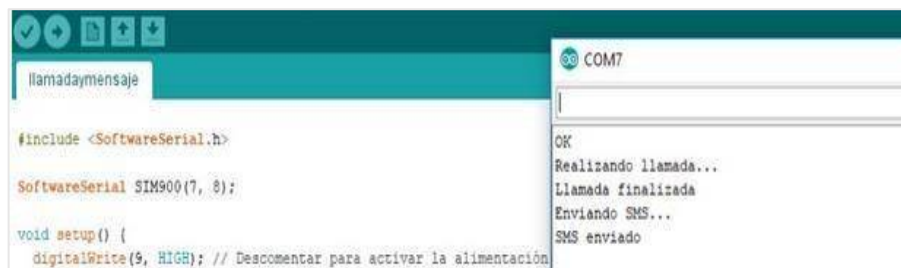 llamadaymensaje
#include <SoftwareSerial.h>
SoftwareSerial SIM900(7, 8);
void setup() {
digitalWrite(9, HIGH); // Descomentar para activar la alimentación
COM7
OK
Realizando llamada...
Llamada finalizada
Enviando SMS...
SMS enviado